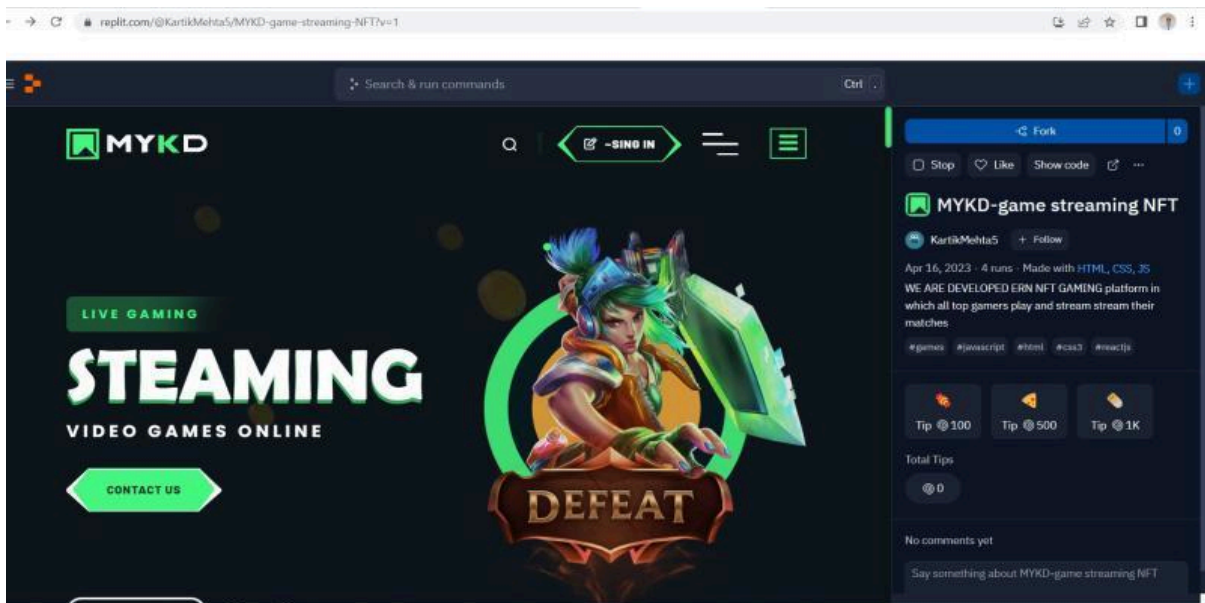 replit.com/@KartikMehta5/MYKD-game-streaming-NFT?v=1
Search & run commands
Ctrl .
MYKD
-SING IN
LIVE GAMING
STEAMING
VIDEO GAMES ONLINE
CONTACT US
DEFEAT
Fork
0
Stop
Like
Show code
MYKD-game streaming NFT
KartikMehta5
+ Follow
Apr 16, 2023 · 4 runs · Made with HTML, CSS, JS
WE ARE DEVELOPED ERN NFT GAMING platform in
which all top gamers play and stream stream their
matches
#games #javascript #html #css3 #reactjs
Tip 100
Tip 500
Tip 1K
Total Tips
0
No comments yet
Say something about MYKD-game streaming NFT